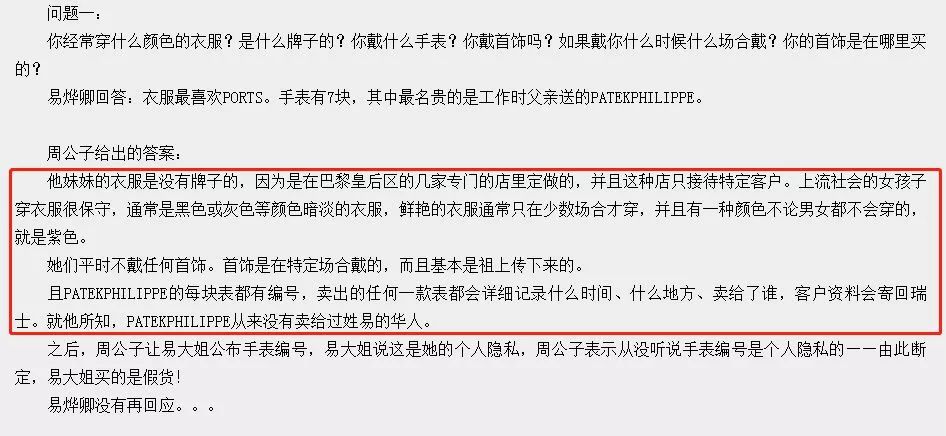 问题一：
你经常穿什么颜色的衣服？是什么牌子的？你戴什么手表？你戴首饰吗？如果戴你什么时候什么场合戴？你的首饰是在哪里买
的？
易烨卿回答：衣服最喜欢PORTS。手表有7块，其中最名贵的是工作时父亲送的PATEKPHILIPPE。
周公子给出的答案：
他妹妹的衣服是没有牌子的，因为是在巴黎皇后区的几家专门的店里定做的，并且这种店只接待特定客户。上流社会的女孩子
穿衣服很保守，通常是黑色或灰色等颜色暗淡的衣服，鲜艳的衣服通常只在少数场合才穿，并且有一种颜色不论男女都不会穿的，
就是紫色。
她们平时不戴任何首饰。首饰是在特定场合戴的，而且基本是祖上传下来的。
且PATEKPHILIPPE的每块表都有编号，卖出的任何一款表都会详细记录什么时间、什么地方、卖给了谁，客户资料会寄回瑞
士。就他所知，PATEKPHILIPPE从来没有卖给过姓易的华人。
之后，周公子让易大姐公布手表编号，易大姐说这是她的个人隐私，周公子表示从没听说手表编号是个人隐私的－－由此断
定，易大姐买的是假货！
易烨卿没有再回应。。。